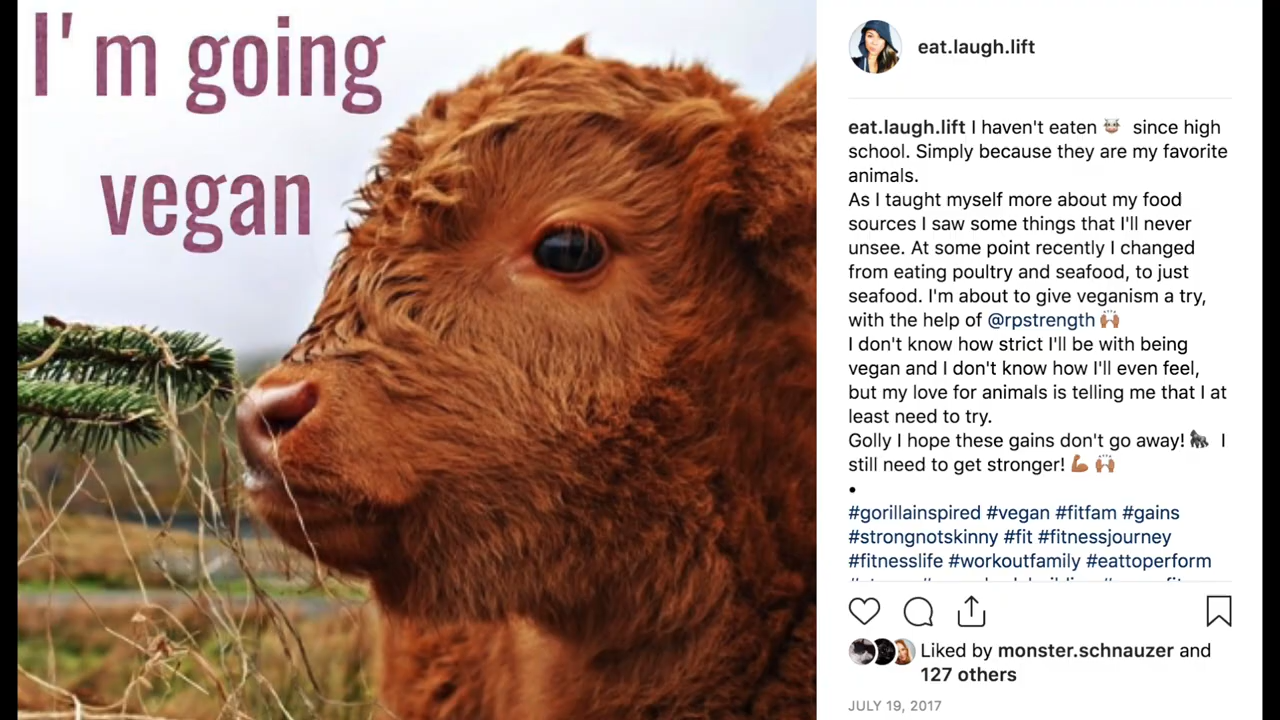 I'm going
vegan
eat.laugh.lift
eat.laugh.lift I haven't eaten 🐮 since high
school. Simply because they are my favorite
animals.
As I taught myself more about my food
sources I saw some things that I'll never
unsee. At some point recently I changed
from eating poultry and seafood, to just
seafood. I'm about to give veganism a try,
with the help of @rpstrength 🙌🏽
I don't know how strict I'll be with being
vegan and I don't know how I'll even feel,
but my love for animals is telling me that I at
least need to try.
Golly I hope these gains don't go away! 🦍 I
still need to get stronger! 💪🏽 🙌🏽
•
#gorillainspired #vegan #fitfam #gains
#strongnotskinny #fit #fitnessjourney
#fitnesslife #workoutfamily #eattoperform
Liked by monster.schnauzer and
127 others
JULY 19, 2017